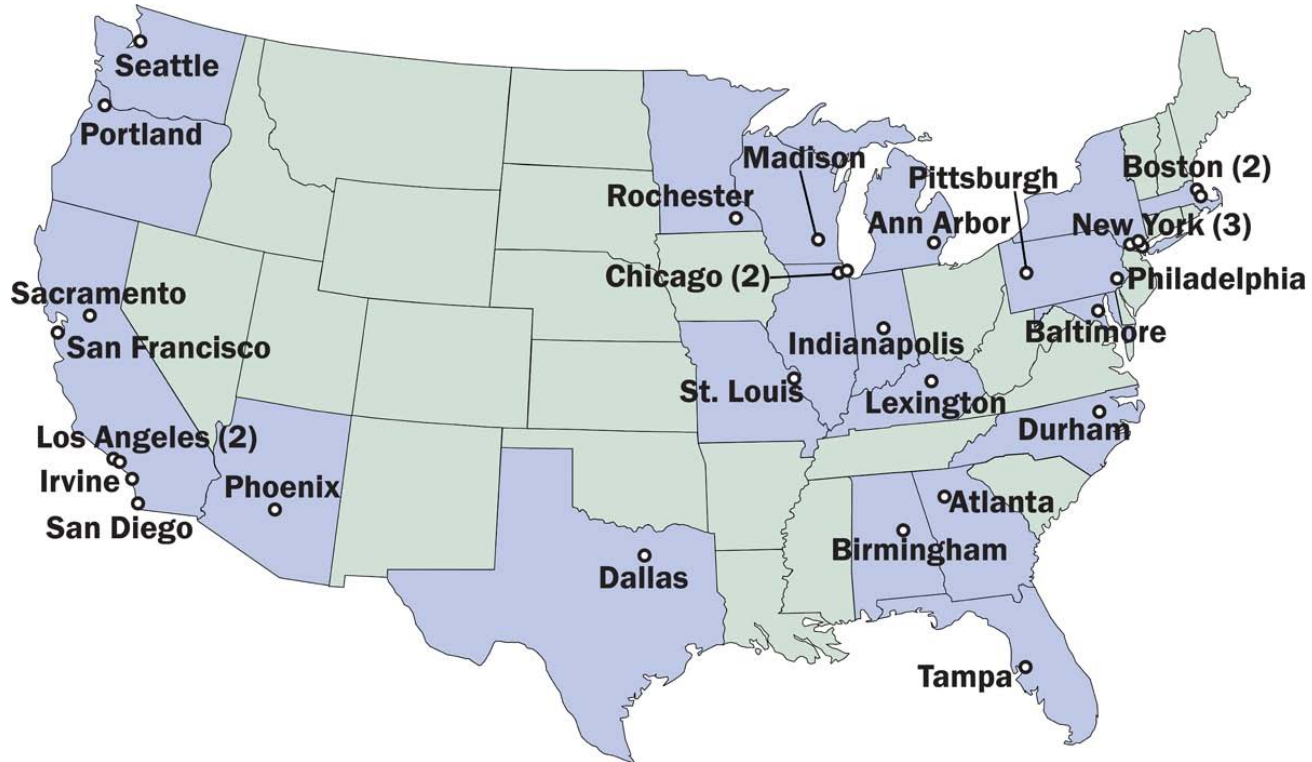 Seattle
Portland
Madison
Boston (2)
Pittsburgh
Rochester
Ann Arbor
New York (3)
Chicago (2)
Philadelphia
Sacramento
Baltimore
San Francisco
Indianapolis
St. Louis
Lexington
Durham
Los Angeles (2)
Irvine
Phoenix
Atlanta
San Diego
Birmingham
Dallas
Tampa